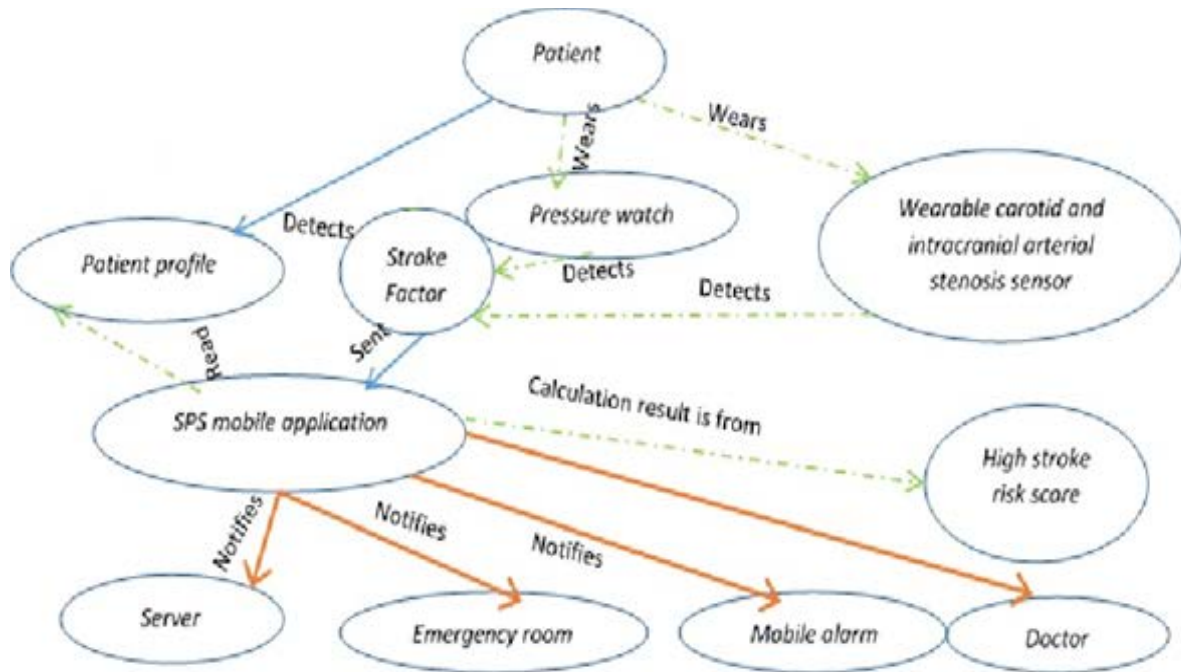 Patient
Wears
Wears
Pressure watch
Wearable carotid and
intracranial arterial
stenosis sensor
Detects
Patient profile
Stroke
Factor
Detects
Detects
Read
Sent
SPS mobile application
Calculation result is from
High stroke
risk score
Notifies
Notifies
Notifies
Server
Emergency room
Mobile alarm
Doctor